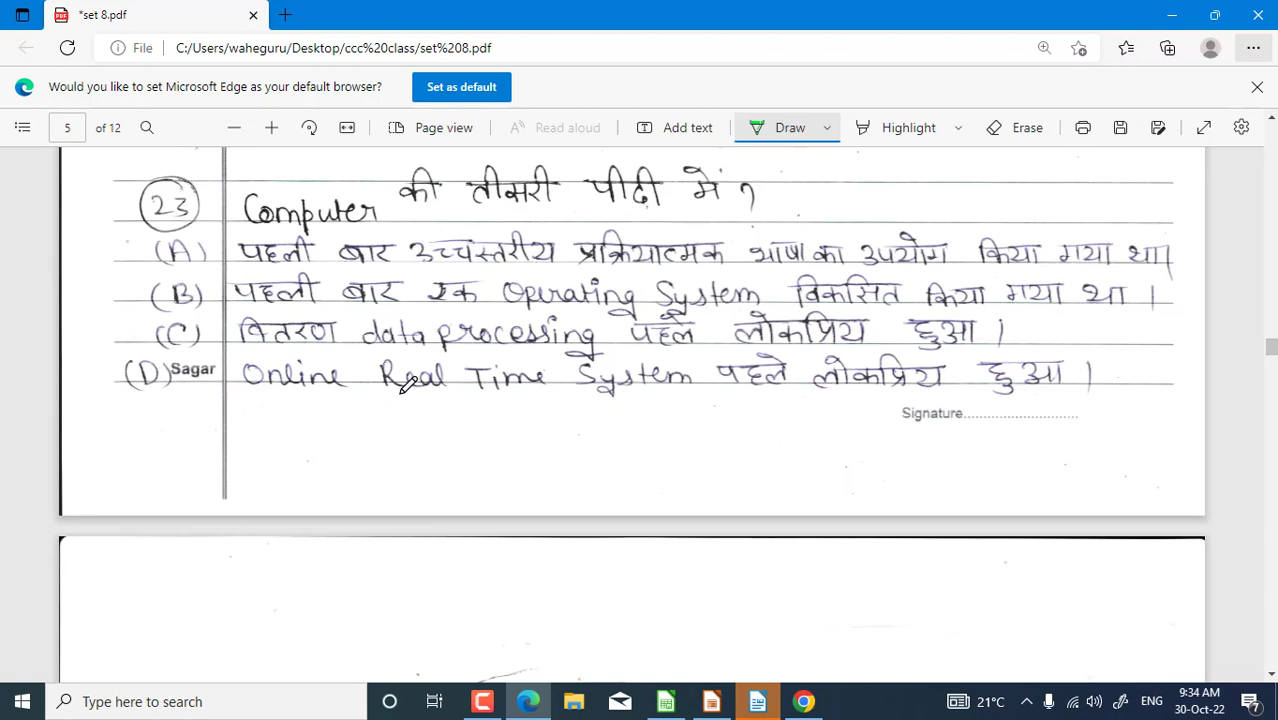 *set 8.pdf
File C:/Users/waheguru/Desktop/ccc%20class/set%208.pdf
Would you like to set Microsoft Edge as your default browser? Set as default
5 of 12 Page view Read aloud Add text Draw Highlight Erase
(23) Computer की तीसरी पीढ़ी में ?
(A) पहली बार उच्चस्तरीय प्रक्रियात्मक भाषा का उपयोग किया गया था।
(B) पहली बार एक Operating System विकसित किया गया था ।
(C) वितरण data processing पहले लोकप्रिय हुआ ।
(D) Sagar Online Real Time System पहले लोकप्रिय हुआ ।
Signature..............................
Type here to search 21°C ENG 9:34 AM
30-Oct-22 7